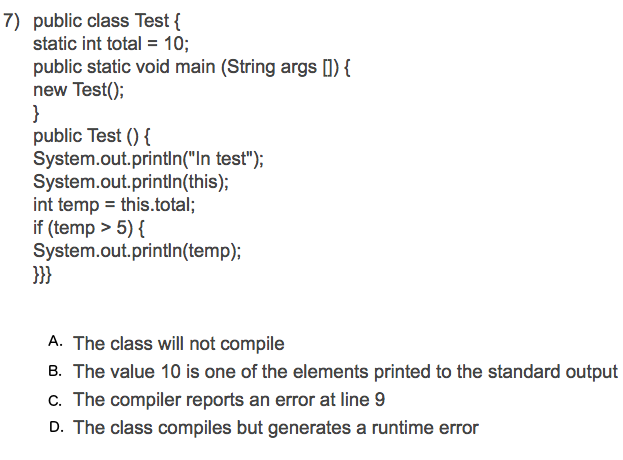 7) public class Test {
static int total = 10;
public static void main (String args []) {
new Test();
}
public Test () {
System.out.println("In test");
System.out.println(this);
int temp = this.total;
if (temp > 5) {
System.out.println(temp);
}}}
A. The class will not compile
B. The value 10 is one of the elements printed to the standard output
C. The compiler reports an error at line 9
D. The class compiles but generates a runtime error